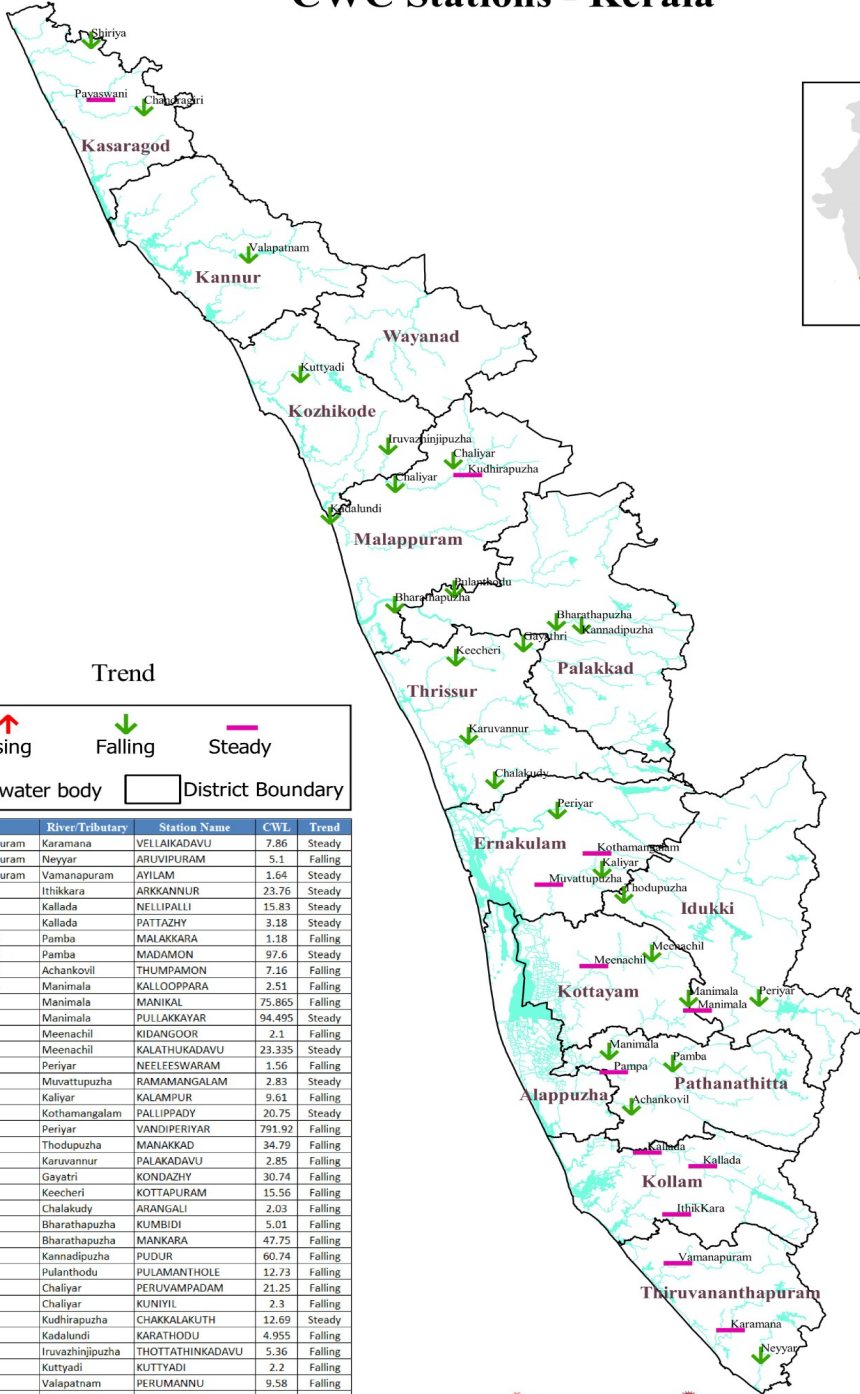 CWC Stations - Kerala
Shiriya
Payaswani
Chandragiri
Kasaragod
Valapatnam
Kannur
Wayanad
Kuttyadi
Kozhikode
Iruvazhinjipuzha
Chaliyar
Kudhirapuzha
Chaliyar
Kadalundi
Malappuram
Pulanthodu
Bharathapuzha
Bharathapuzha
Kannadipuzha
Gayathri
Keecheri
Palakkad
Thrissur
Karuvannur
Chalakudy
Periyar
Ernakulam
Kothamangalam
Kaliyar
Muvattupuzha
Thodupuzha
Idukki
Meenachil
Meenachil
Kottayam
Manimala
Periyar
Manimala
Manimala
Pamba
Pampa
Pathanathitta
Alappuzha
Achankovil
Kallada
Kallada
Kollam
IthikKara
Vamanapuram
Thiruvananthapuram
Karamana
Neyyar
Trend
sing Falling Steady
water body District Boundary
River/Tributary Station Name CWL Trend
uram Karamana VELLAIKADAVU 7.86 Steady
uram Neyyar ARUVIPURAM 5.1 Falling
uram Vamanapuram AYILAM 1.64 Steady
Ithikkara ARKKANNUR 23.76 Steady
Kallada NELLIPALLI 15.83 Steady
Kallada PATTAZHY 3.18 Steady
Pamba MALAKKARA 1.18 Falling
Pamba MADAMON 97.6 Steady
Achankovil THUMPAMON 7.16 Falling
Manimala KALLOOPPARA 2.51 Falling
Manimala MANIKAL 75.865 Falling
Manimala PULLAKKAYAR 94.495 Steady
Meenachil KIDANGOOR 2.1 Falling
Meenachil KALATHUKADAVU 23.335 Steady
Periyar NEELEESWARAM 1.56 Falling
Muvattupuzha RAMAMANGALAM 2.83 Steady
Kaliyar KALAMPUR 9.61 Falling
Kothamangalam PALLIPPADY 20.75 Steady
Periyar VANDIPERIYAR 791.92 Falling
Thodupuzha MANAKKAD 34.79 Falling
Karuvannur PALAKADAVU 2.85 Falling
Gayatri KONDAZHY 30.74 Falling
Keecheri KOTTAPURAM 15.56 Falling
Chalakudy ARANGALI 2.03 Falling
Bharathapuzha KUMBIDI 5.01 Falling
Bharathapuzha MANKARA 47.75 Falling
Kannadipuzha PUDUR 60.74 Falling
Pulanthodu PULAMANTHOLE 12.73 Falling
Chaliyar PERUVAMPADAM 21.25 Falling
Chaliyar KUNIYIL 2.3 Falling
Kudhirapuzha CHAKKALAKUTH 12.69 Steady
Kadalundi KARATHODU 4.955 Falling
Iruvazhinjipuzha THOTTATHINKADAVU 5.36 Falling
Kuttyadi KUTTYADI 2.2 Falling
Valapatnam PERUMANNU 9.58 Falling